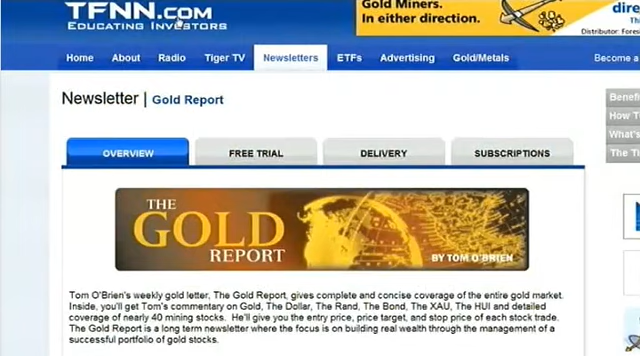 TFNN.COM
EDUCATING INVESTORS
Gold Miners.
In either direction.
dire
Thi
Distributor: Fores
Home About Radio Tiger TV Newsletters ETFs Advertising Gold/Metals Become a
Newsletter | Gold Report
Benefi
How T
What's
The Ti
OVERVIEW FREE TRIAL DELIVERY SUBSCRIPTIONS
THE
GOLD
REPORT
BY TOM O'BRIEN
Tom O'Brien's weekly gold letter, The Gold Report, gives complete and concise coverage of the entire gold market.
Inside, you'll get Tom's commentary on Gold, The Dollar, The Rand, The Bond, The XAU, The HUI and detailed
coverage of nearly 40 mining stocks. He'll give you the entry price, price target, and stop price of each stock trade.
The Gold Report is a long term newsletter where the focus is on building real wealth through the management of a
successful portfolio of gold stocks.